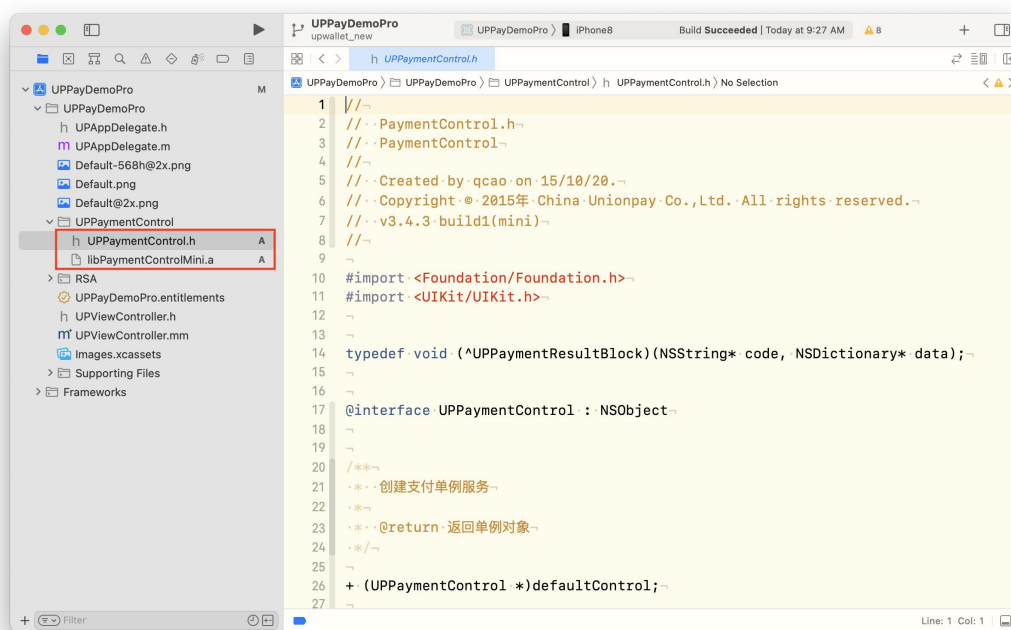 UPPayDemoPro
upwallet_new
UPPayDemoPro 〉 iPhone8
Build Succeeded | Today at 9:27 AM
8
h UPPaymentControl.h
UPPayDemoPro 〉 UPPayDemoPro 〉 UPPaymentControl 〉 h UPPaymentControl.h 〉 No Selection
UPPayDemoPro M
UPPayDemoPro
h UPAppDelegate.h
m UPAppDelegate.m
Default-568h@2x.png
Default.png
Default@2x.png
UPPaymentControl
h UPPaymentControl.h A
libPaymentControlMini.a A
RSA
UPPayDemoPro.entitlements
h UPViewController.h
m UPViewController.mm
Images.xcassets
Supporting Files
Frameworks
Filter
1 //
2 // PaymentControl.h
3 // PaymentControl
4 //
5 // Created by qcao on 15/10/20.
6 // Copyright © 2015年 China Unionpay Co.,Ltd. All rights reserved.
7 // v3.4.3 build1(mini)
8 //
9
10 #import <Foundation/Foundation.h>
11 #import <UIKit/UIKit.h>
12
13
14 typedef void (^UPPaymentResultBlock)(NSString* code, NSDictionary* data);
15
16
17 @interface UPPaymentControl : NSObject
18
19
20 /**
21 * 创建支付单例服务
22 *
23 * @return 返回单例对象
24 */
25
26 + (UPPaymentControl *)defaultControl;
27
Line: 1 Col: 1